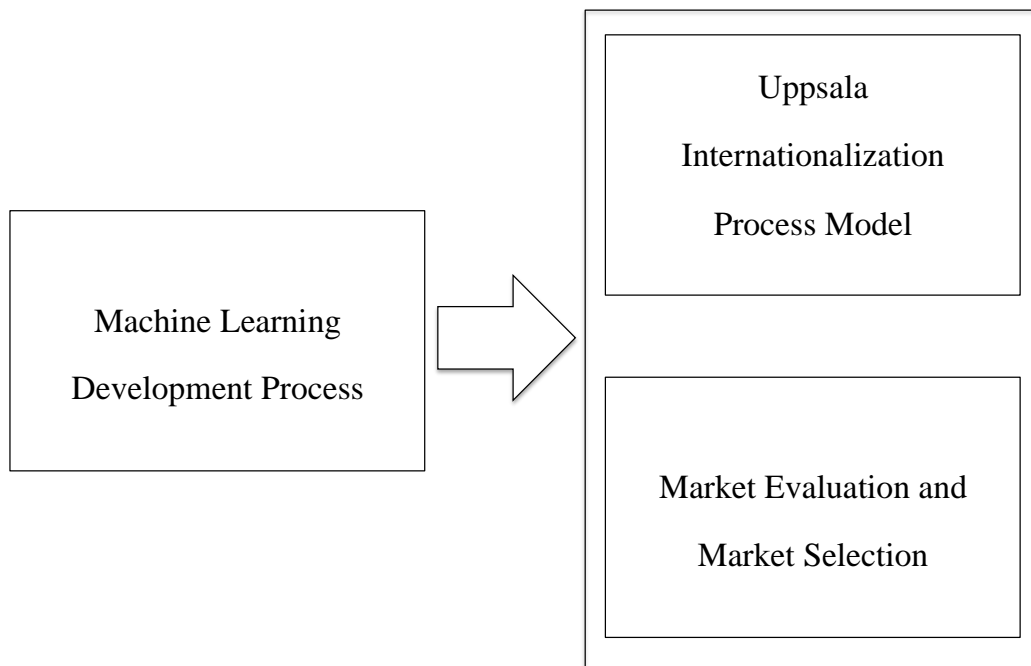 Machine Learning
Development Process
Uppsala
Internationalization
Process Model
Market Evaluation and
Market Selection